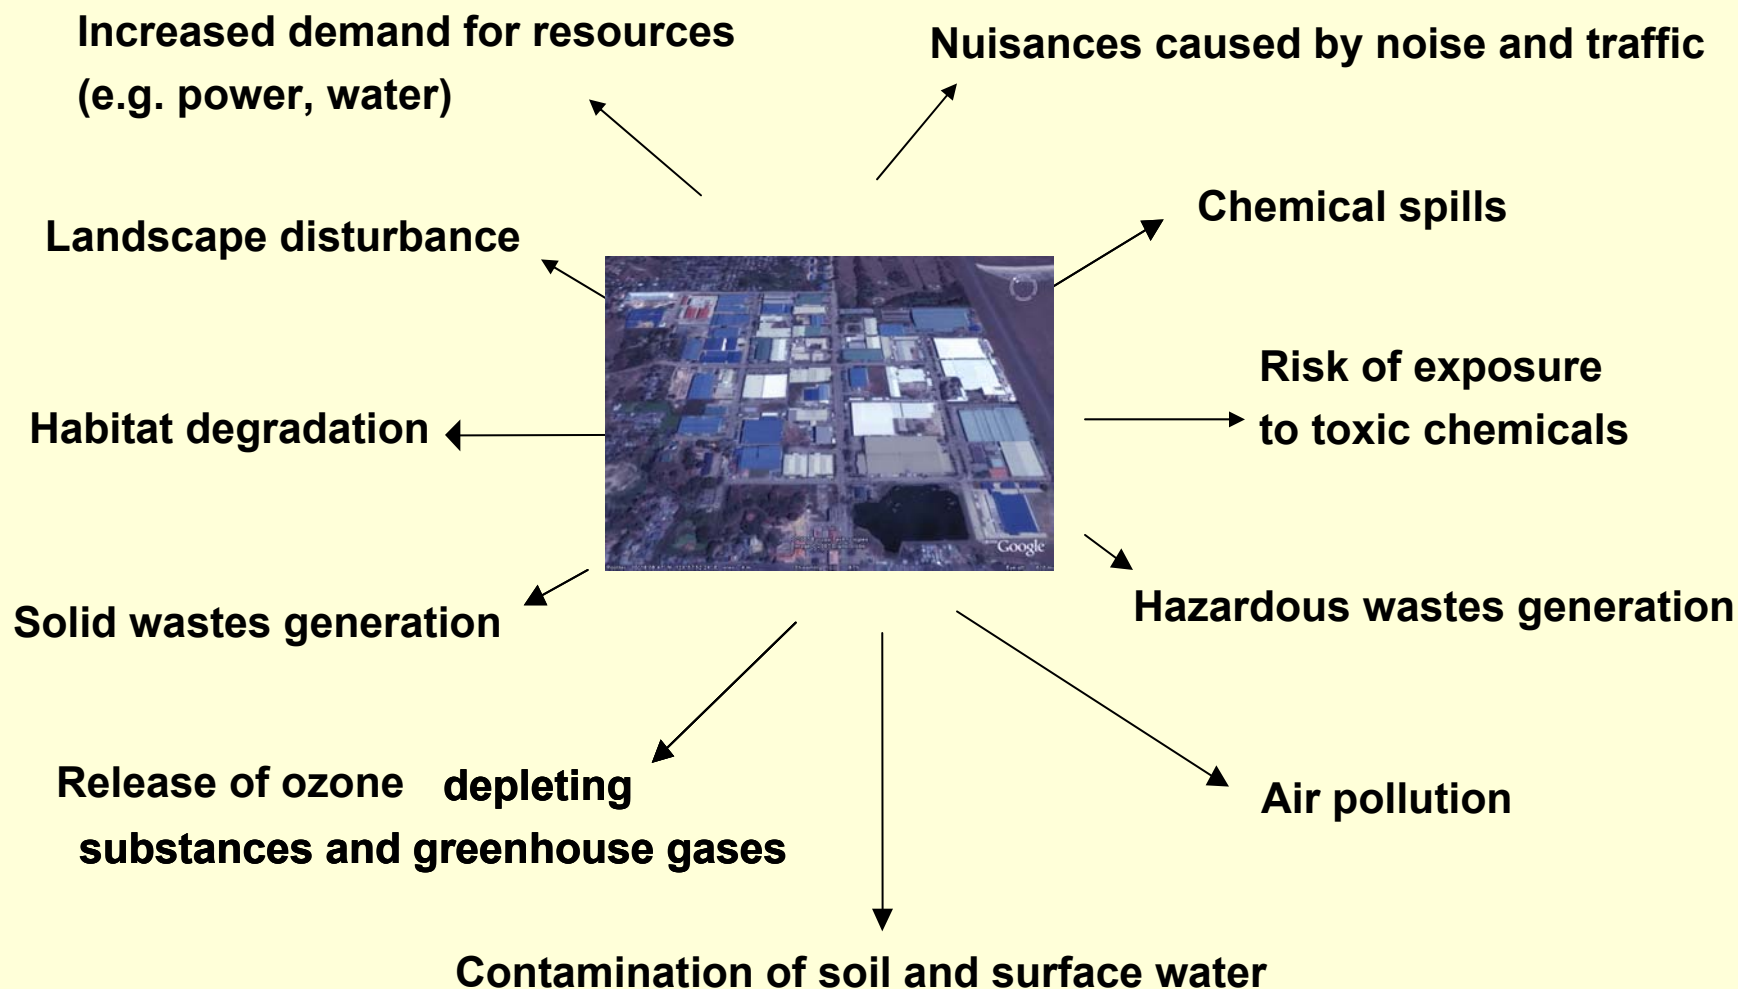 Increased demand for resources
(e.g. power, water)
Nuisances caused by noise and traffic
Landscape disturbance
Chemical spills
Habitat degradation
Risk of exposure
to toxic chemicals
Google
Solid wastes generation
Hazardous wastes generation
Release of ozone depleting
substances and greenhouse gases
Air pollution
Contamination of soil and surface water